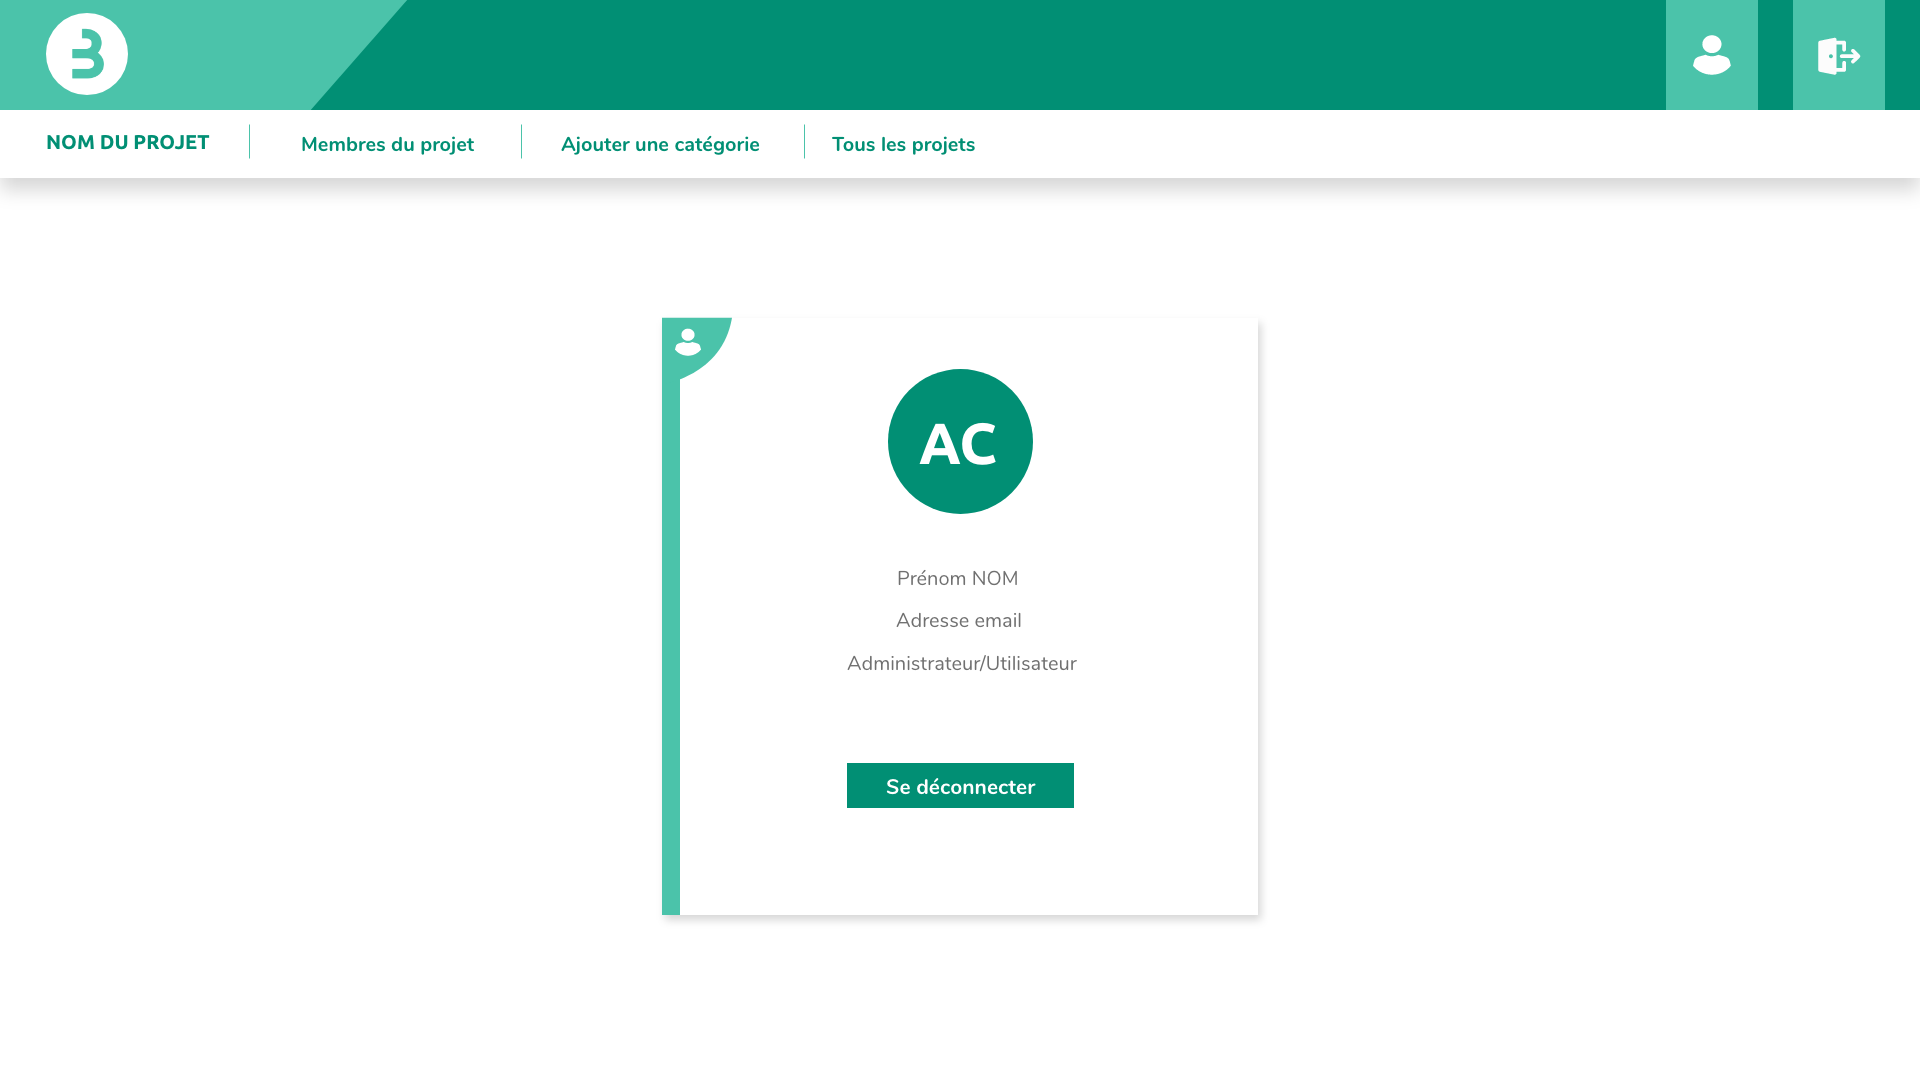 B
NOM DU PROJET
Membres du projet
Ajouter une catégorie
Tous les projets
AC
Prénom NOM
Adresse email
Administrateur/Utilisateur
Se déconnecter